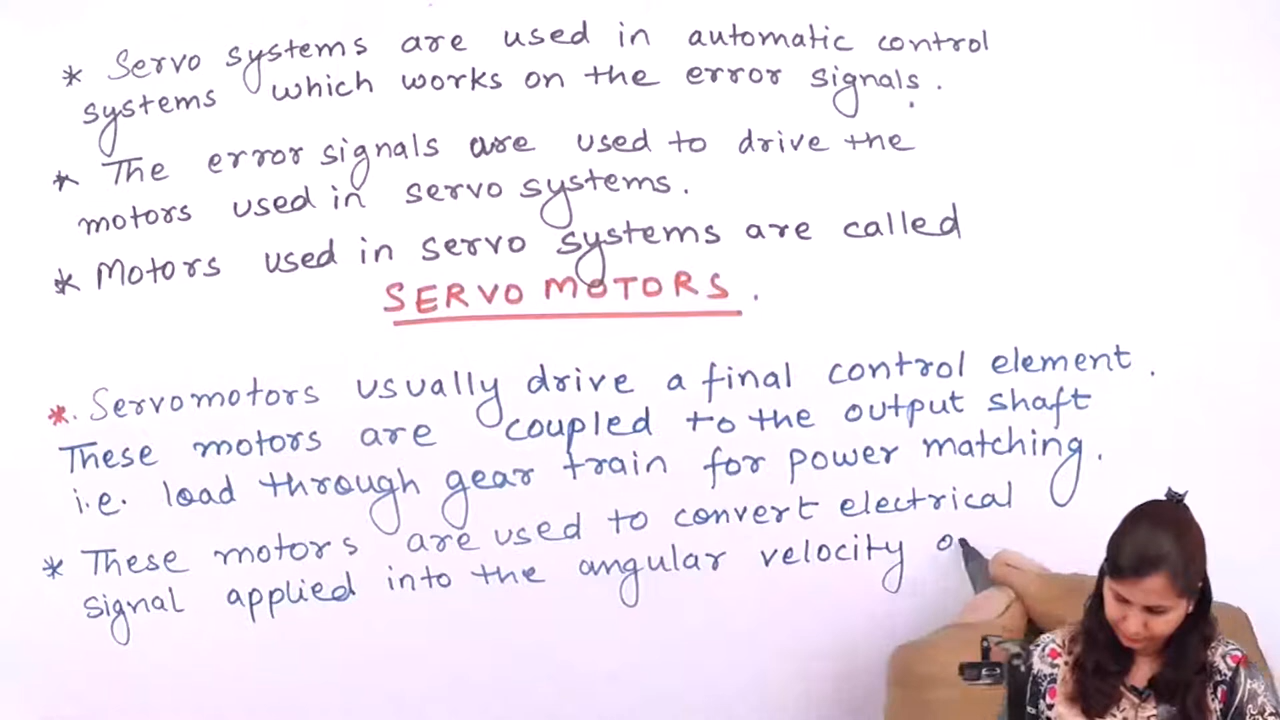 * Servo systems are used in automatic control
systems which works on the error signals.
* The error signals are used to drive the
motors used in servo systems.
* Motors used in servo systems are called
SERVO MOTORS.
*. Servomotors usually drive a final control element.
These motors are coupled to the output shaft
i.e. load through gear train for power matching.
* These motors are used to convert electrical
signal applied into the angular velocity o